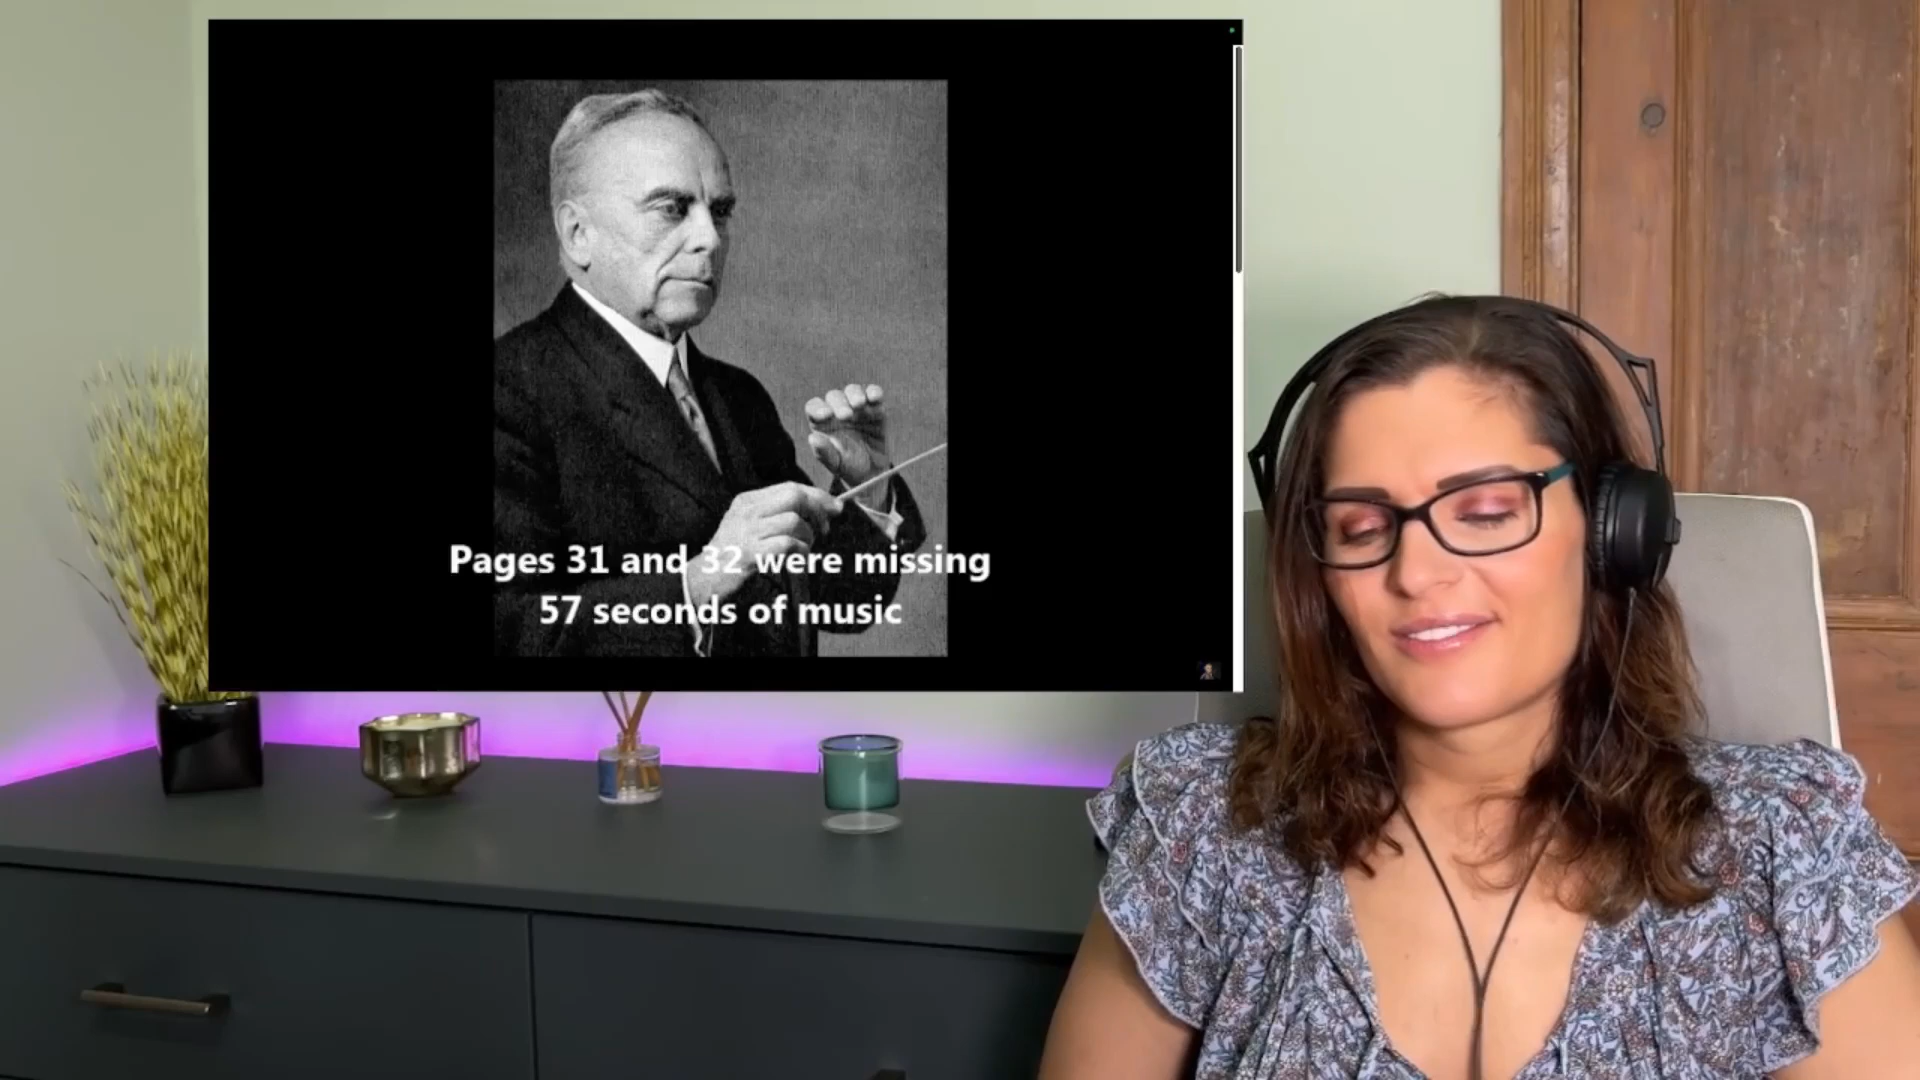 Pages 31 and 32 were missing
57 seconds of music